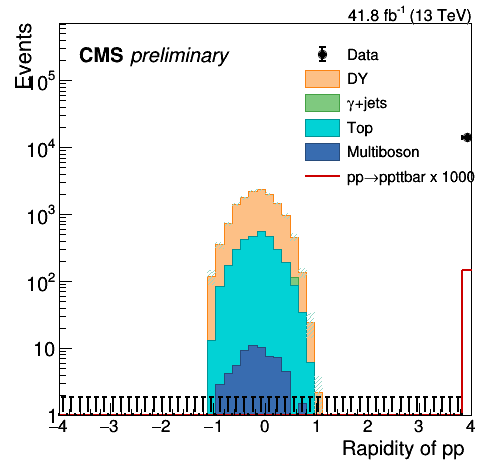 41.8 fb⁻¹ (13 TeV)
Events
CMS preliminary
Data
DY
γ+jets
Top
Multiboson
pp→ppttbar x 1000
10⁵
10⁴
10³
10²
10
1
−4 −3 −2 −1 0 1 2 3 4
Rapidity of pp